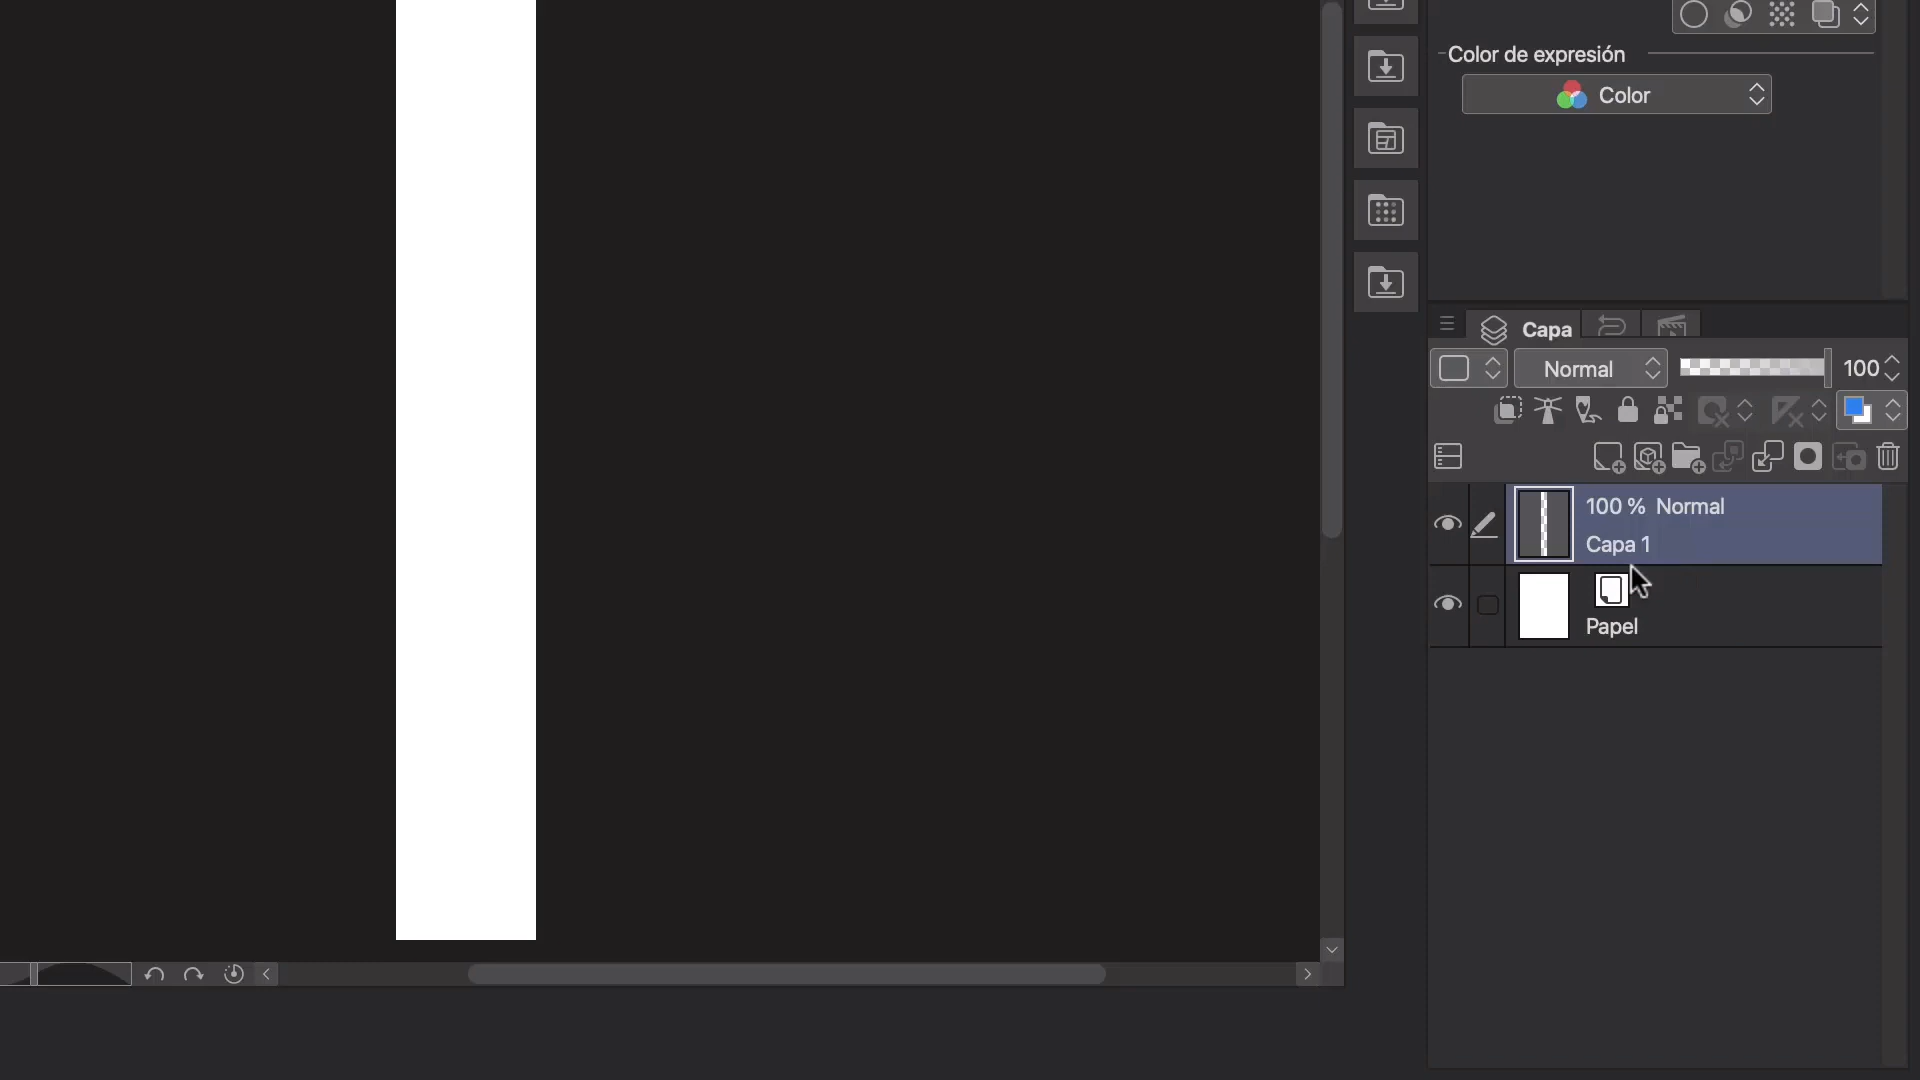 Color de expresión
Color
Capa
Normal
100
100 % Normal
Capa 1
Papel